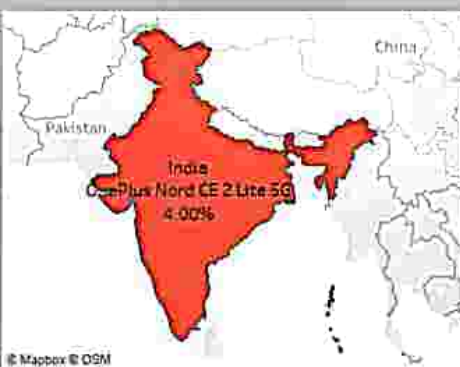 China
Pakistan
India
OnePlus Nord CE 2 Lite 5G
4.00%
© Mapbox © OSM